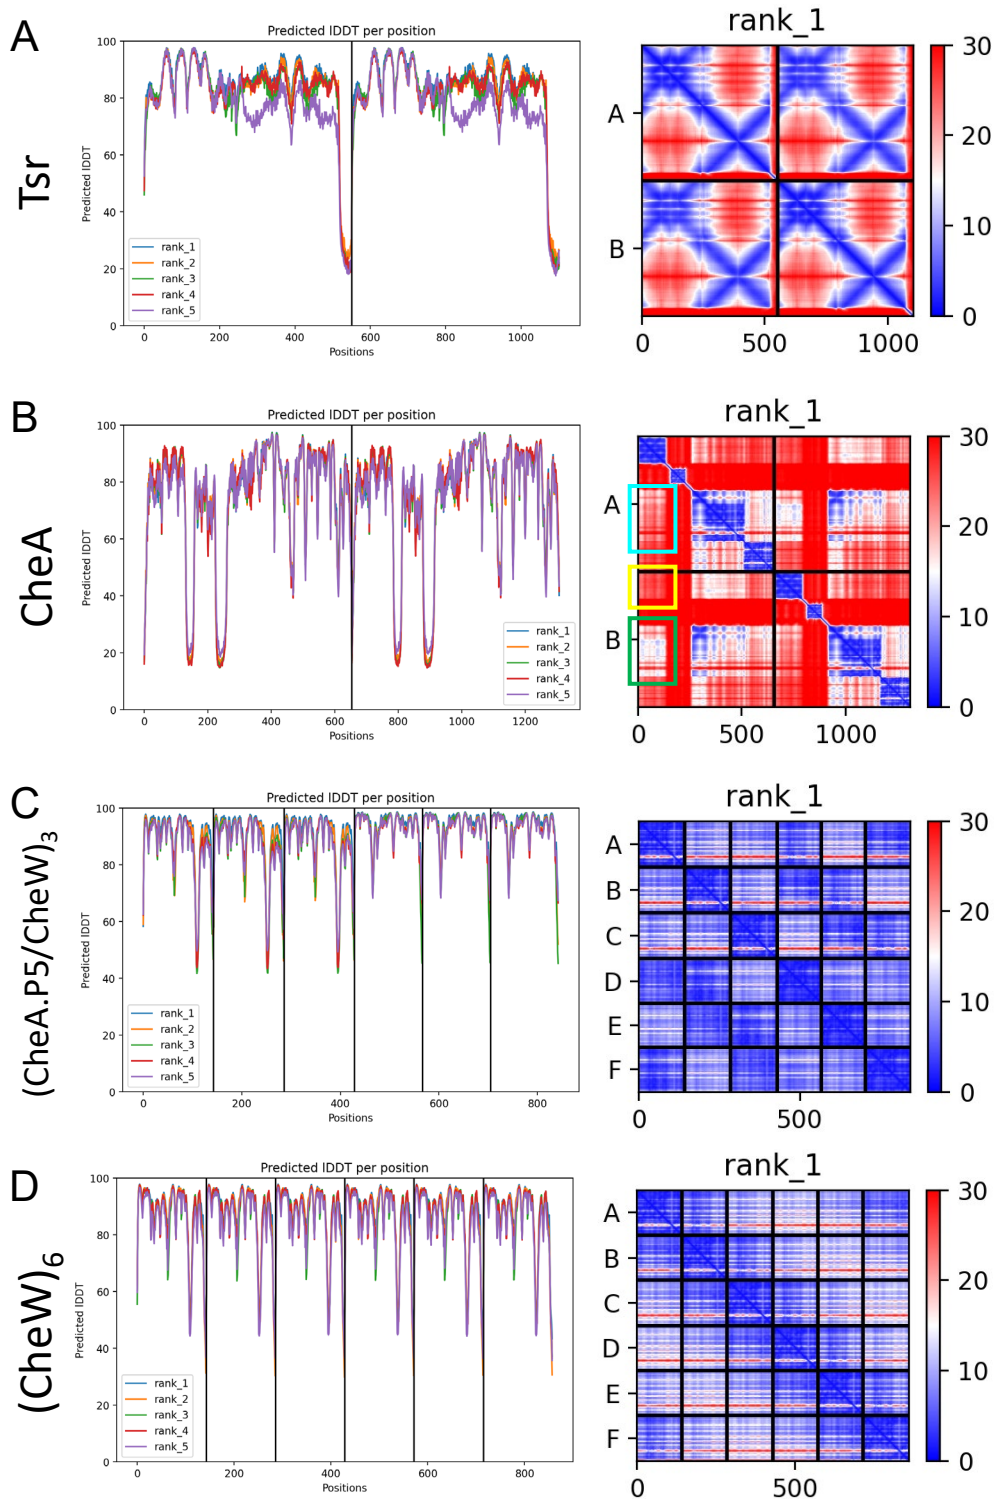 A
Tsr
Predicted lDDT per position
100
80
60
40
20
0
Predicted lDDT
rank_1
rank_2
rank_3
rank_4
rank_5
0 200 400 600 800 1000
Positions
rank_1
A
B
0 500 1000
30
20
10
0
B
CheA
Predicted lDDT per position
100
80
60
40
20
0
Predicted lDDT
rank_1
rank_2
rank_3
rank_4
rank_5
0 200 400 600 800 1000 1200
Positions
rank_1
A
B
0 500 1000
30
20
10
0
C
(CheA.P5/CheW)3
Predicted lDDT per position
100
80
60
40
20
0
Predicted lDDT
rank_1
rank_2
rank_3
rank_4
rank_5
0 200 400 600 800
Positions
rank_1
A
B
C
D
E
F
0 500
30
20
10
0
D
(CheW)6
Predicted lDDT per position
100
80
60
40
20
0
Predicted lDDT
rank_1
rank_2
rank_3
rank_4
rank_5
0 200 400 600 800
Positions
rank_1
A
B
C
D
E
F
0 500
30
20
10
0